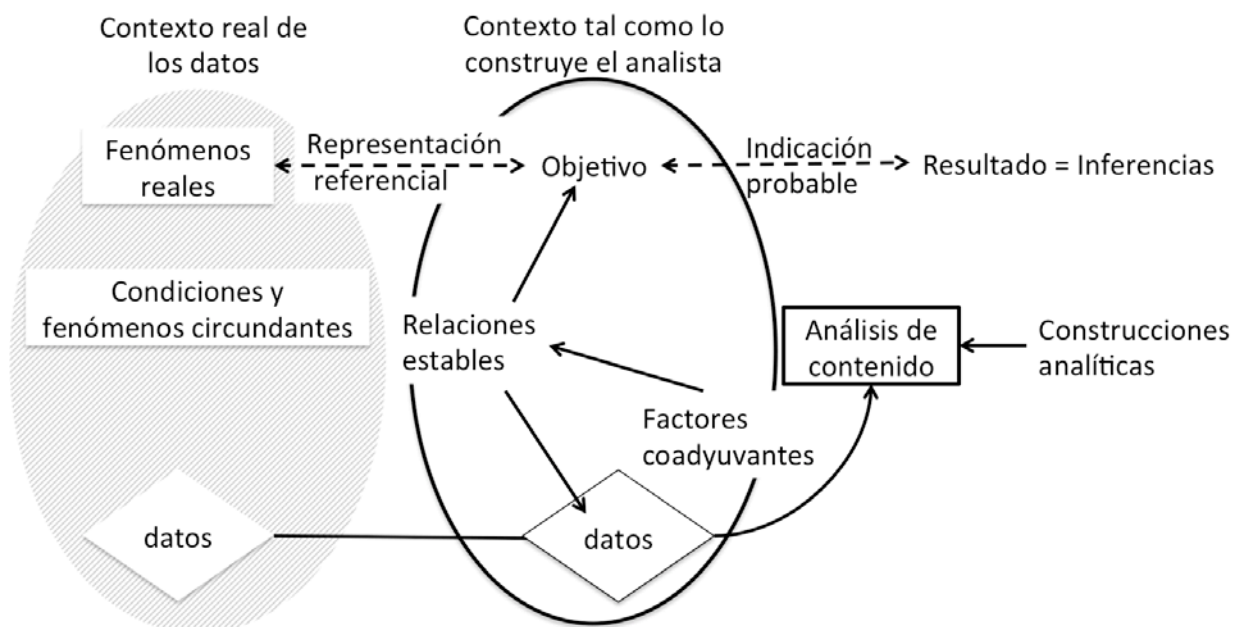 Contexto real de
los datos
Contexto tal como lo
construye el analista
Fenómenos
reales
Representación
referencial
Objetivo
Indicación
probable
Resultado = Inferencias
Condiciones y
fenómenos circundantes
Relaciones
estables
Análisis de
contenido
Construcciones
analíticas
Factores
coadyuvantes
datos
datos